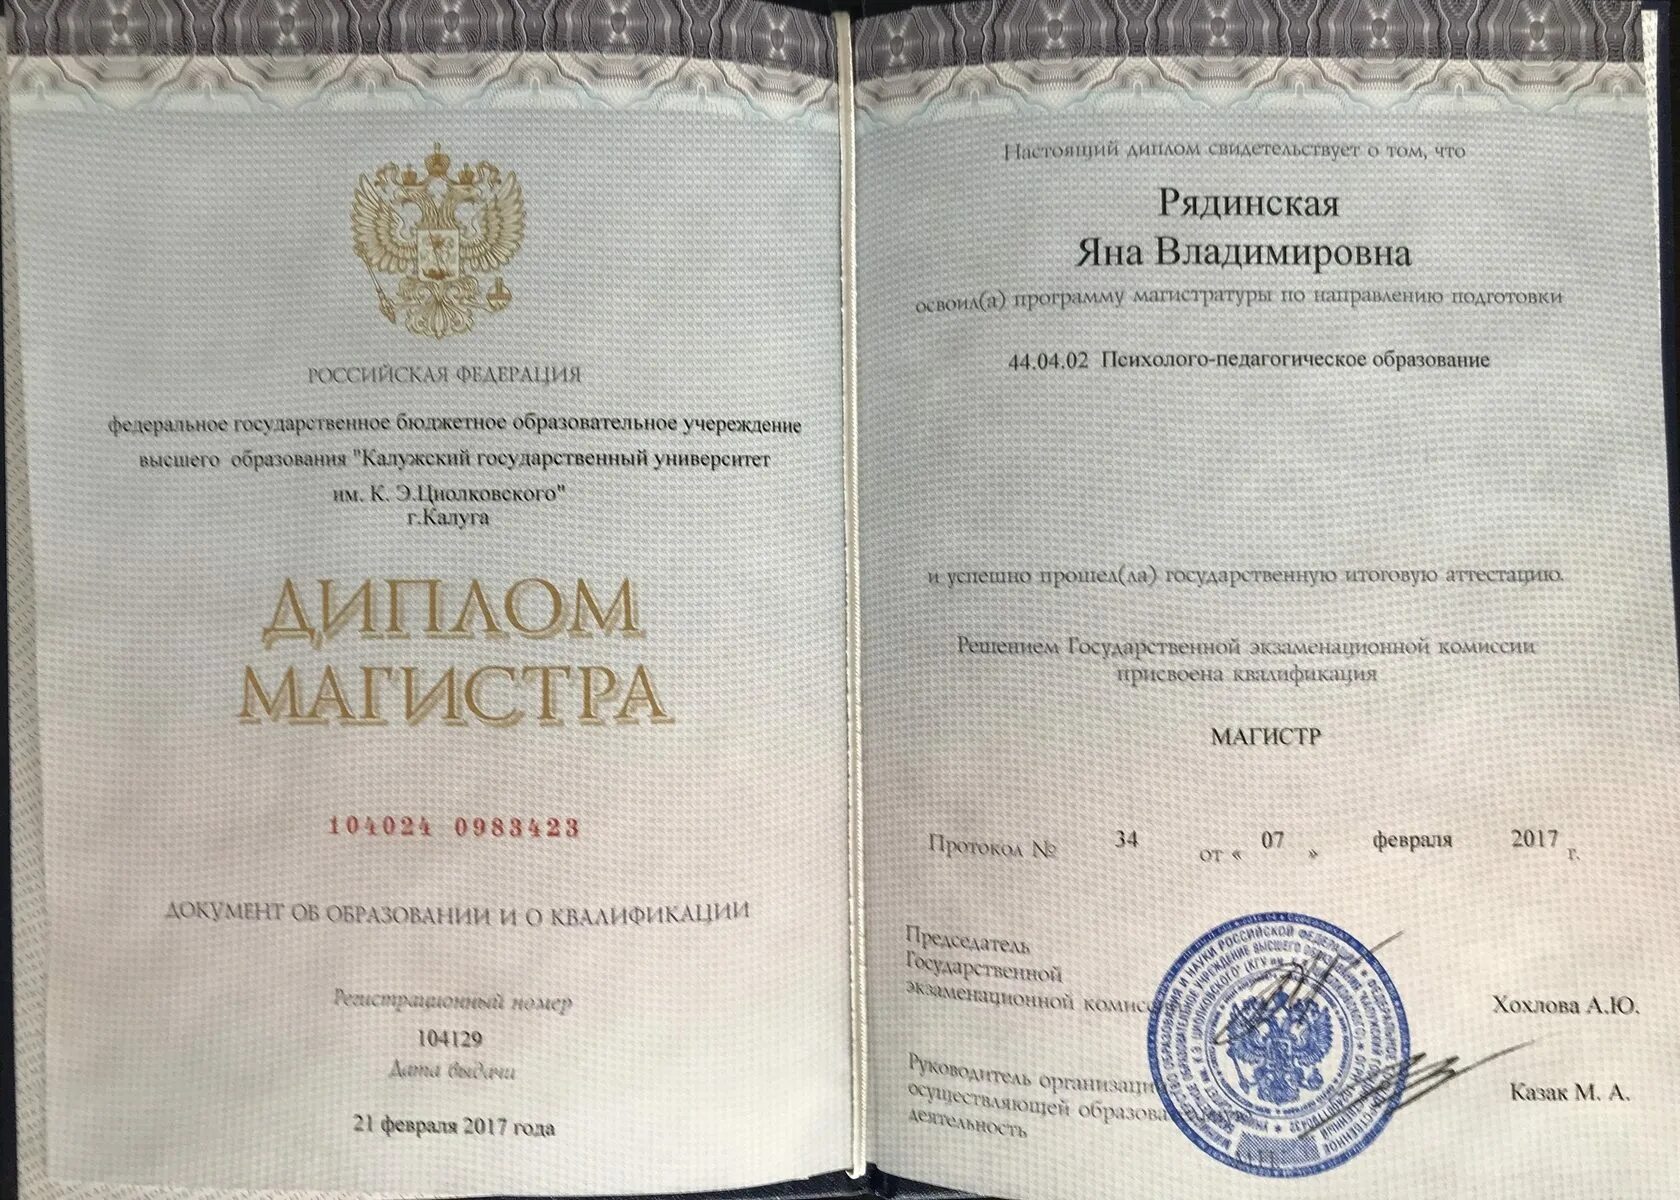 РОССИЙСКАЯ ФЕДЕРАЦИЯ
федеральное государственное бюджетное образовательное учереждение
высшего образования "Калужский государственный университет
им. К. Э.Циолковского"
г.Калуга
ДИПЛОМ
МАГИСТРА
104024 0983423
ДОКУМЕНТ ОБ ОБРАЗОВАНИИ И О КВАЛИФИКАЦИИ
Регистрационный номер
104129
Дата выдачи
21 февраля 2017 года
Настоящий диплом свидетельствует о том, что
Рядинская
Яна Владимировна
освоил(а) программу магистратуры по направлению подготовки
44.04.02 Психолого-педагогическое образование
и успешно прошел(ла) государственную итоговую аттестацию.
Решением Государственной экзаменационной комиссии
присвоена квалификация
МАГИСТР
Протокол № 34 от « 07 » февраля 2017 г.
Председатель
Государственной
экзаменационной
Хохлова А.Ю.
Руководитель
осуществляющей
деятельность
Казак М. А.